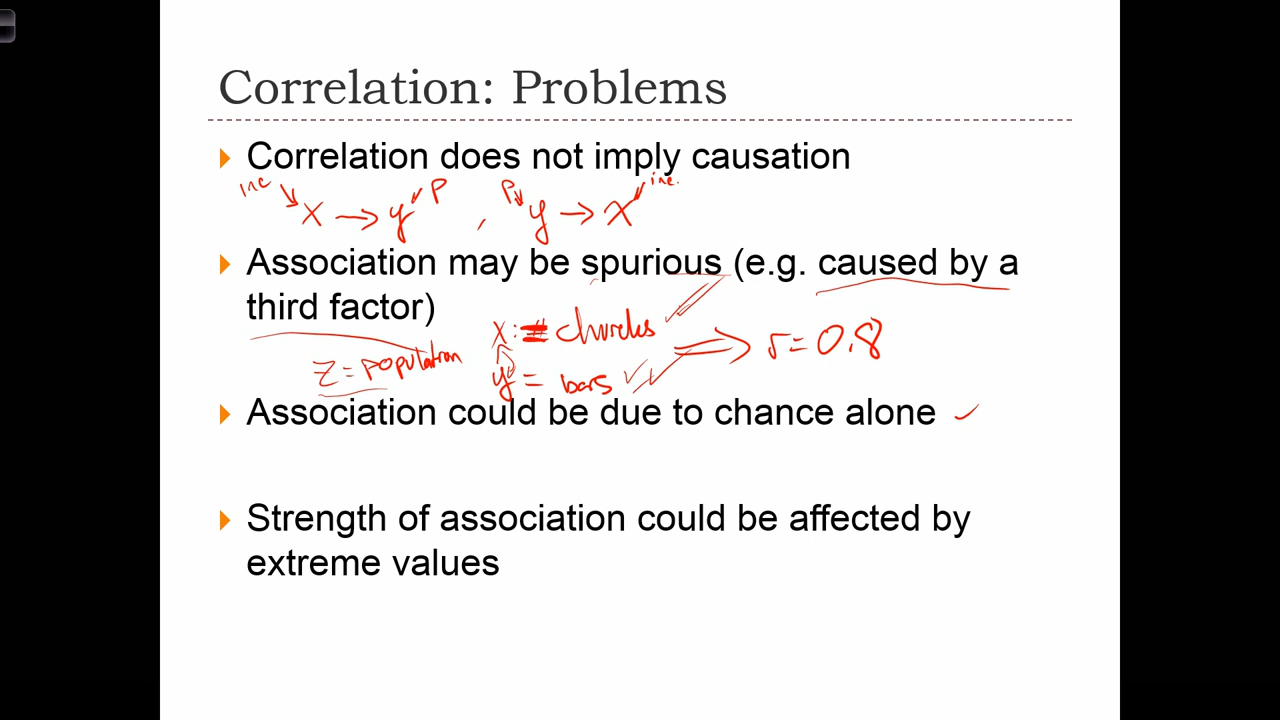 Correlation: Problems
Correlation does not imply causation
inc P P inc.
x → y , y → x
Association may be spurious (e.g. caused by a
third factor)
x: # churches
r = 0.8
z = population
y = bars
Association could be due to chance alone
Strength of association could be affected by
extreme values